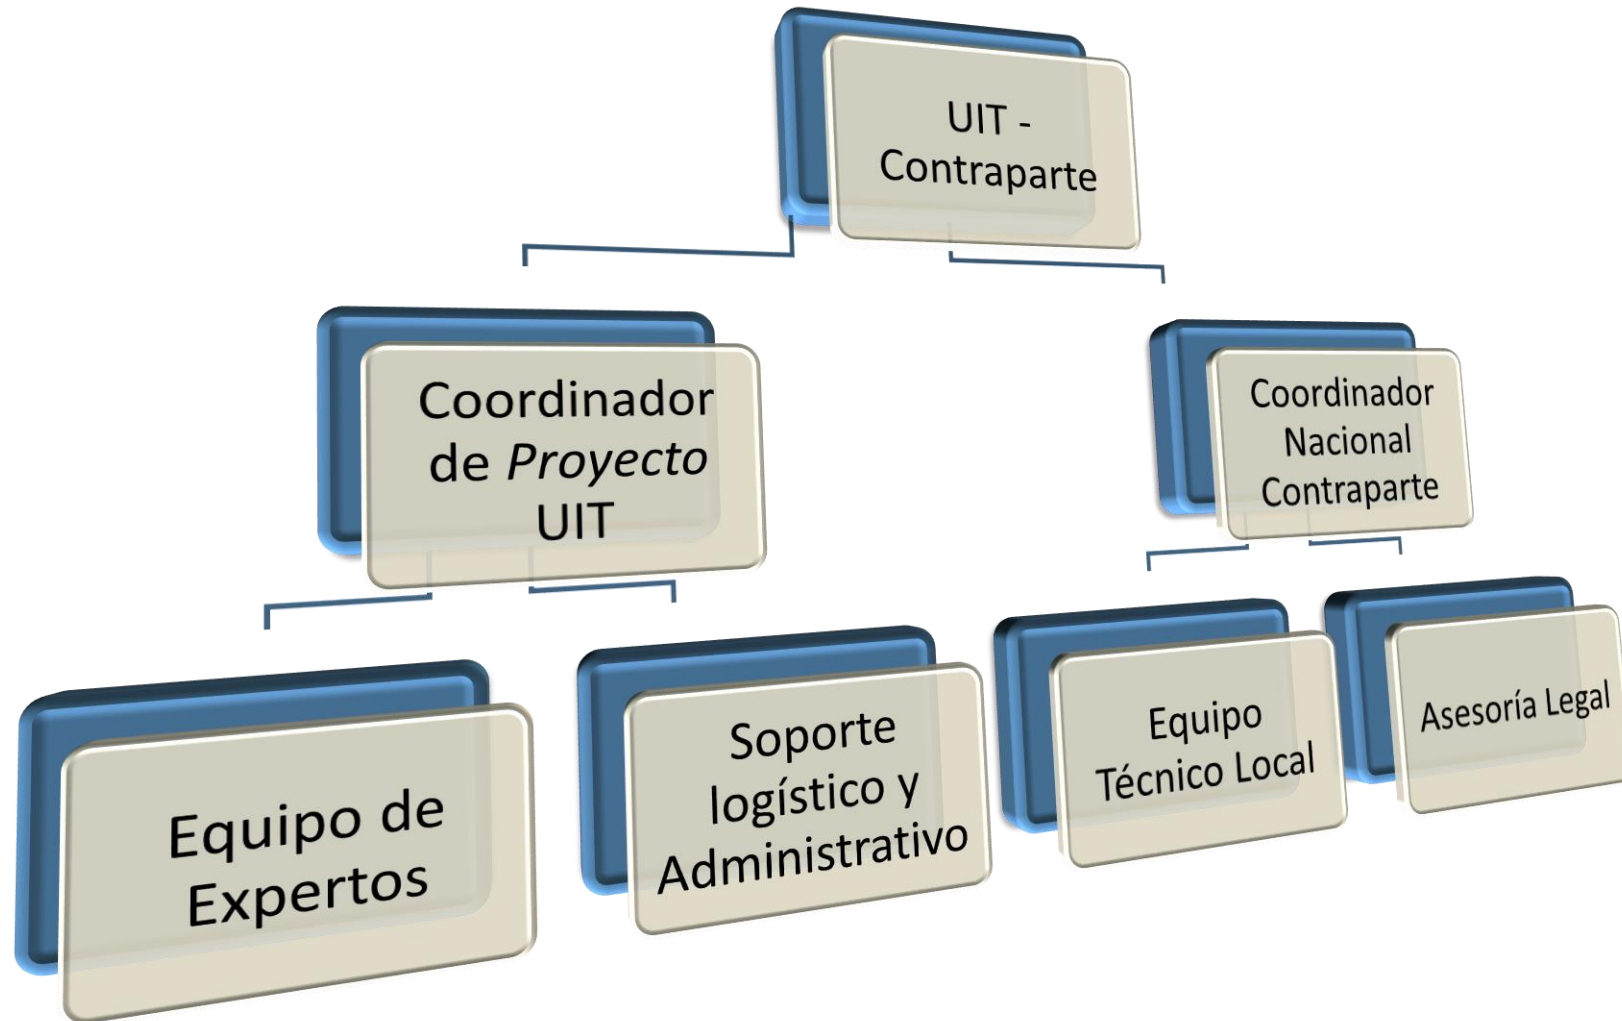 UIT -
Contraparte
Coordinador
de Proyecto
UIT
Coordinador
Nacional
Contraparte
Equipo de
Expertos
Soporte
logístico y
Administrativo
Equipo
Técnico Local
Asesoría Legal